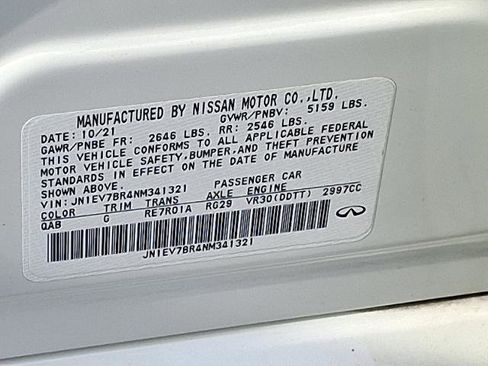 MANUFACTURED BY NISSAN MOTOR CO.,LTD.
DATE: 10/21 GVWR/PNBV: 5159 LBS.
GAWR/PNBE FR: 2646 LBS. RR: 2546 LBS.
THIS VEHICLE CONFORMS TO ALL APPLICABLE FEDERAL
MOTOR VEHICLE SAFETY,BUMPER,AND THEFT PREVENTION
STANDARDS IN EFFECT ON THE DATE OF MANUFACTURE
SHOWN ABOVE.
VIN:JN1EV7BR4NM341321 PASSENGER CAR
COLOR TRIM TRANS AXLE ENGINE
QAB G RE7R01A RG29 VR30(DDTT) 2997CC
JN1EV7BR4NM341321